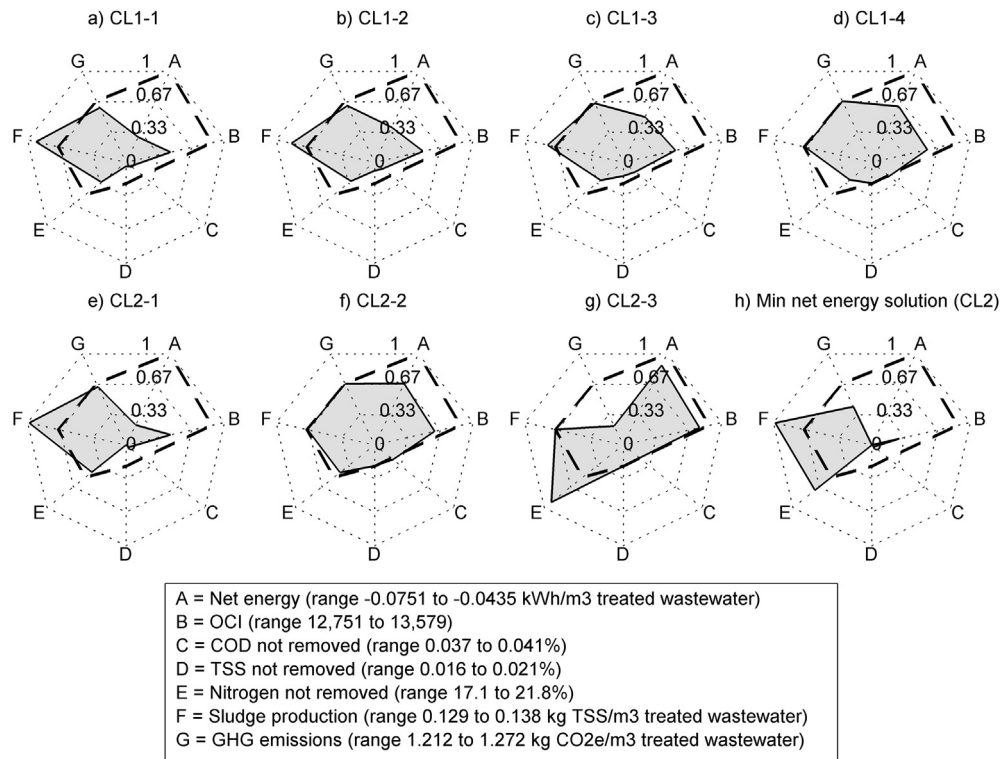 a) CL1-1
b) CL1-2
c) CL1-3
d) CL1-4
G 1 A
0.67
F 0.33 B
0
E C
D
G 1 A
0.67
F 0.33 B
0
E C
D
G 1 A
0.67
F 0.33 B
0
E C
D
G 1 A
0.67
F 0.33 B
0
E C
D
e) CL2-1
f) CL2-2
g) CL2-3
h) Min net energy solution (CL2)
G 1 A
0.67
F 0.33 B
0
E C
D
G 1 A
0.67
F 0.33 B
0
E C
D
G 1 A
0.67
F 0.33 B
0
E C
D
G 1 A
0.67
F 0.33 B
0
E C
D
A = Net energy (range -0.0751 to -0.0435 kWh/m3 treated wastewater)
B = OCI (range 12,751 to 13,579)
C = COD not removed (range 0.037 to 0.041%)
D = TSS not removed (range 0.016 to 0.021%)
E = Nitrogen not removed (range 17.1 to 21.8%)
F = Sludge production (range 0.129 to 0.138 kg TSS/m3 treated wastewater)
G = GHG emissions (range 1.212 to 1.272 kg CO2e/m3 treated wastewater)